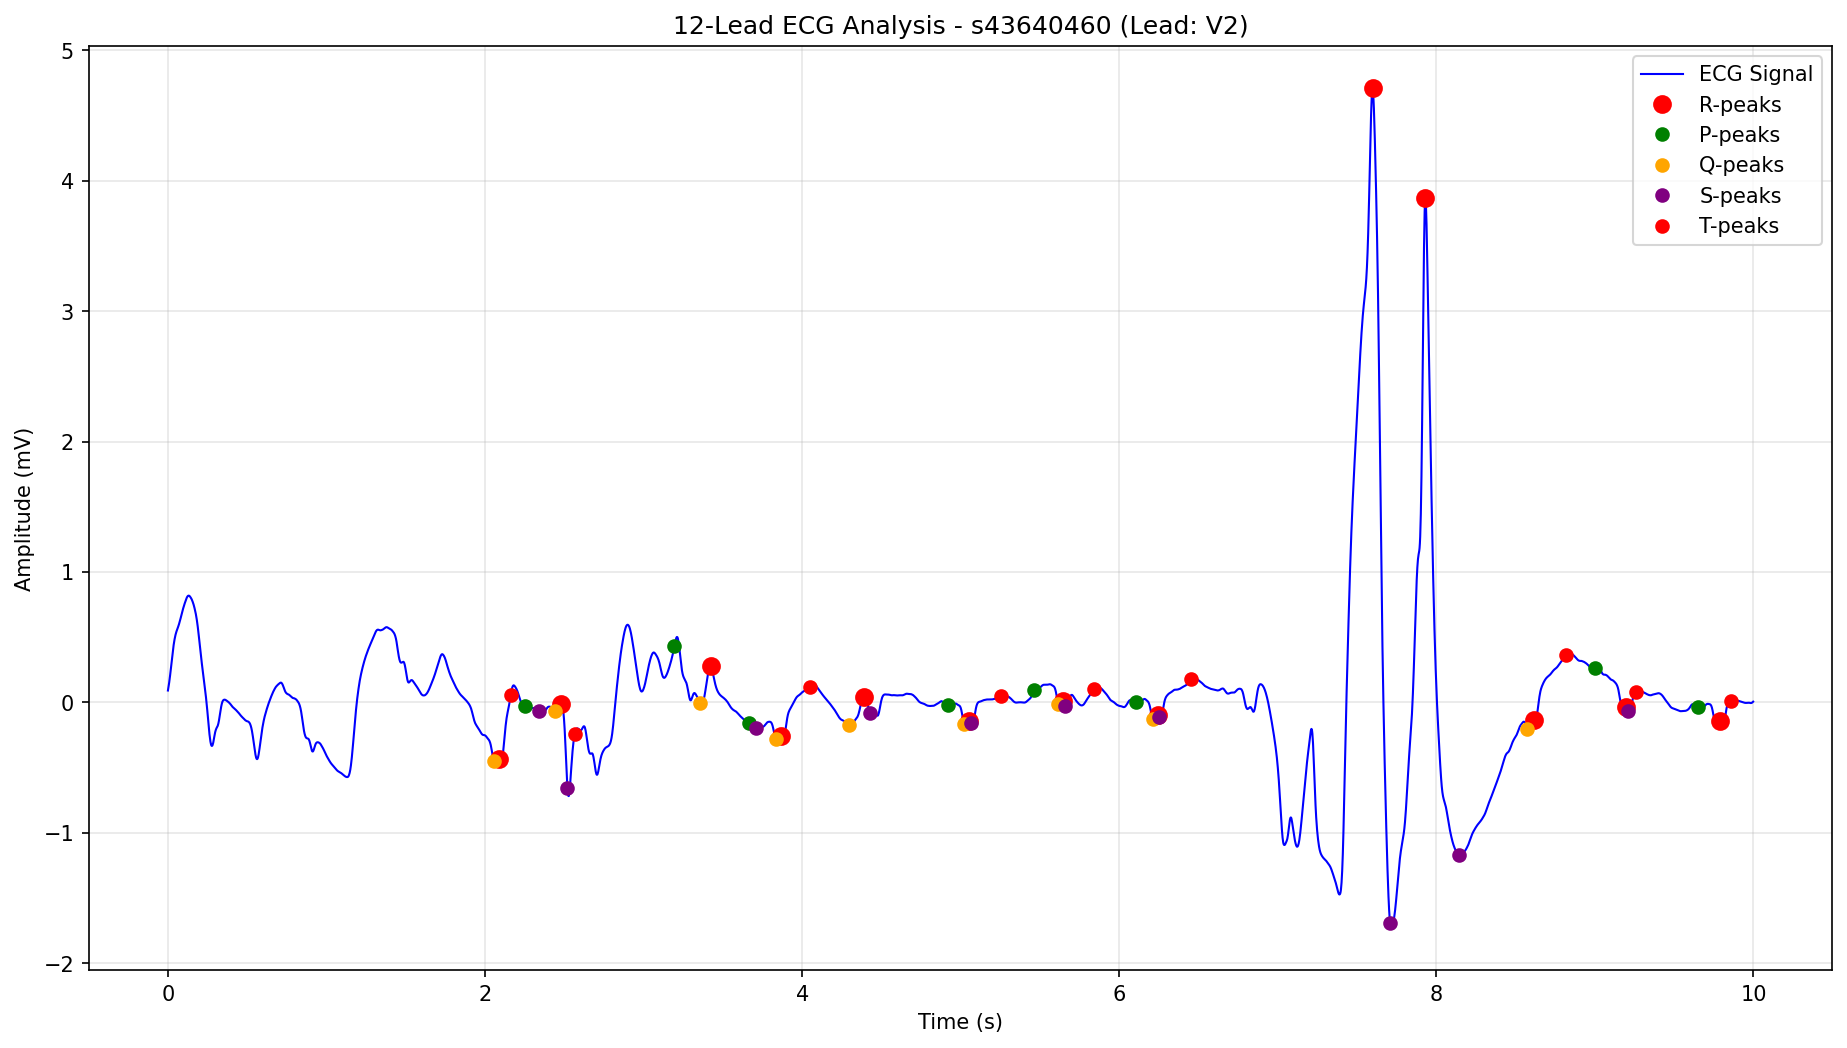 12-Lead ECG Analysis - s43640460 (Lead: V2)
ECG Signal
R-peaks
P-peaks
Q-peaks
S-peaks
T-peaks
Amplitude (mV)
5
4
3
2
1
0
−1
−2
0 2 4 6 8 10
Time (s)